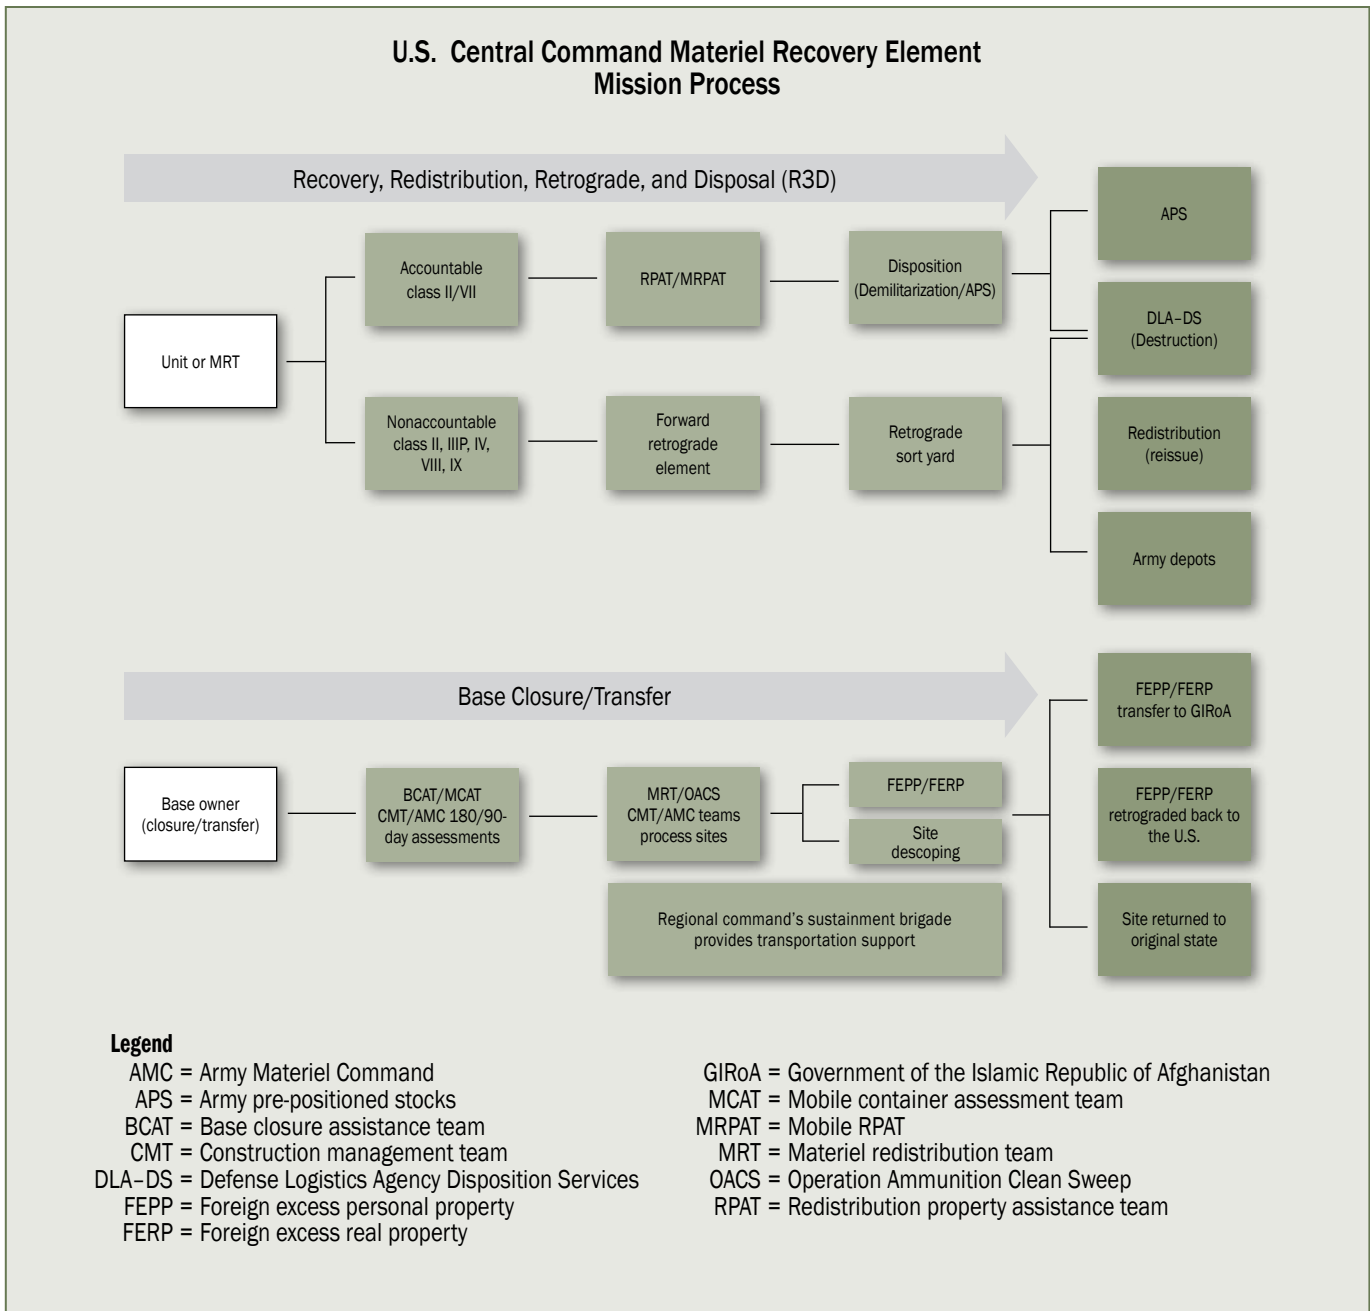 U.S. Central Command Materiel Recovery Element
Mission Process
Recovery, Redistribution, Retrograde, and Disposal (R3D)
Unit or MRT
Accountable
class II/VII
RPAT/MRPAT
Disposition
(Demilitarization/APS)
APS
DLA–DS
(Destruction)
Nonaccountable
class II, IIIP, IV,
VIII, IX
Forward
retrograde
element
Retrograde
sort yard
Redistribution
(reissue)
Army depots
Base Closure/Transfer
Base owner
(closure/transfer)
BCAT/MCAT
CMT/AMC 180/90-
day assessments
MRT/OACS
CMT/AMC teams
process sites
FEPP/FERP
Site
descoping
Regional command's sustainment brigade
provides transportation support
FEPP/FERP
transfer to GIRoA
FEPP/FERP
retrograded back to
the U.S.
Site returned to
original state
Legend
AMC = Army Materiel Command
APS = Army pre-positioned stocks
BCAT = Base closure assistance team
CMT = Construction management team
DLA–DS = Defense Logistics Agency Disposition Services
FEPP = Foreign excess personal property
FERP = Foreign excess real property
GIRoA = Government of the Islamic Republic of Afghanistan
MCAT = Mobile container assessment team
MRPAT = Mobile RPAT
MRT = Materiel redistribution team
OACS = Operation Ammunition Clean Sweep
RPAT = Redistribution property assistance team